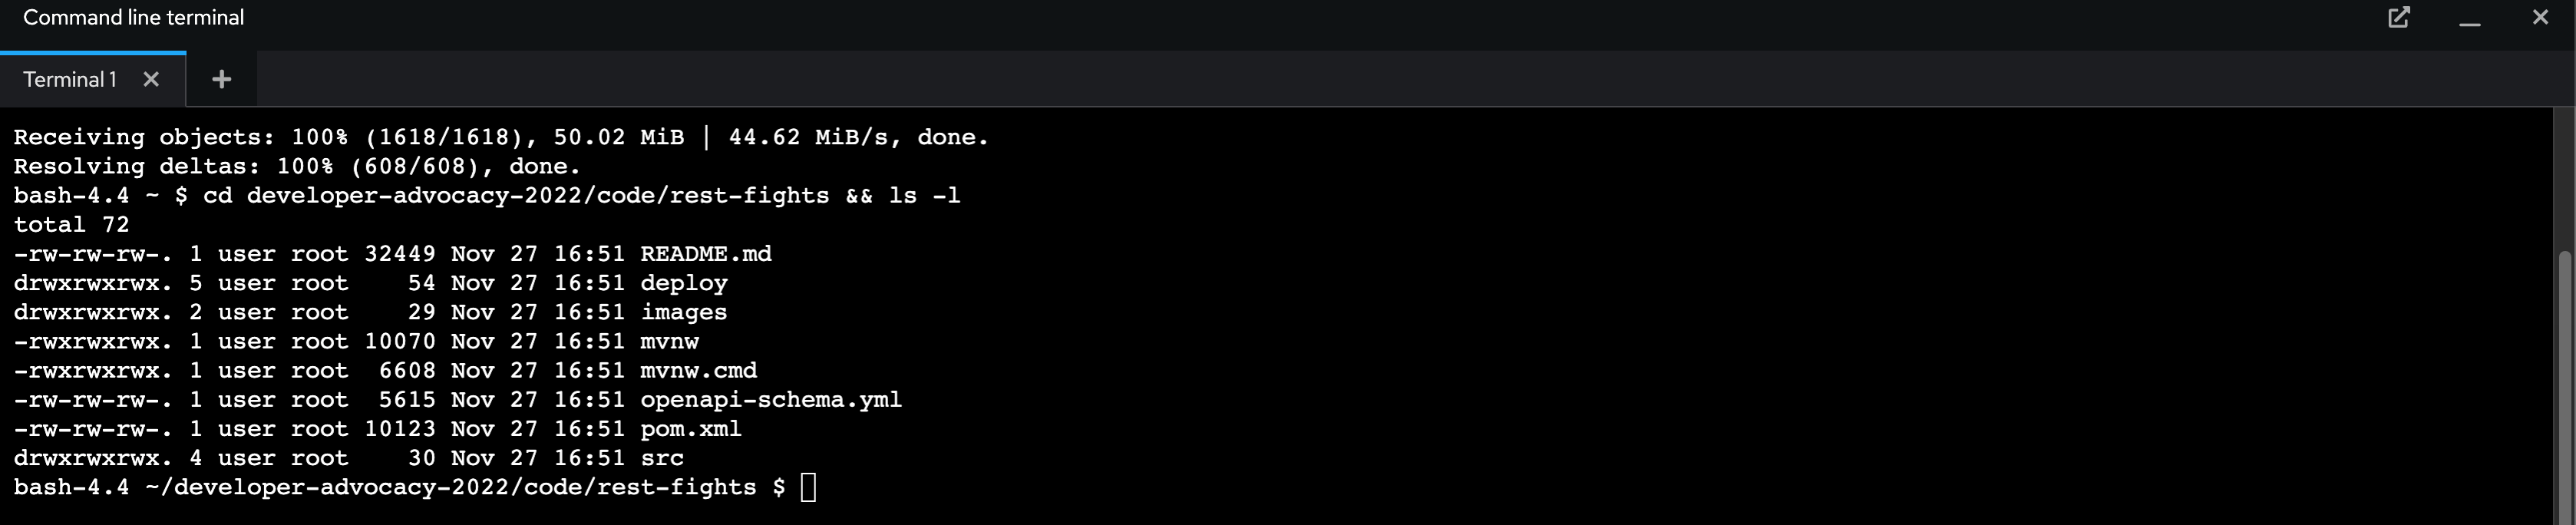 Command line terminal
Terminal 1
Receiving objects: 100% (1618/1618), 50.02 MiB | 44.62 MiB/s, done.
Resolving deltas: 100% (608/608), done.
bash-4.4 ~ $ cd developer-advocacy-2022/code/rest-fights && ls -l
total 72
-rw-rw-rw-. 1 user root 32449 Nov 27 16:51 README.md
drwxrwxrwx. 5 user root    54 Nov 27 16:51 deploy
drwxrwxrwx. 2 user root    29 Nov 27 16:51 images
-rwxrwxrwx. 1 user root 10070 Nov 27 16:51 mvnw
-rwxrwxrwx. 1 user root  6608 Nov 27 16:51 mvnw.cmd
-rw-rw-rw-. 1 user root  5615 Nov 27 16:51 openapi-schema.yml
-rw-rw-rw-. 1 user root 10123 Nov 27 16:51 pom.xml
drwxrwxrwx. 4 user root    30 Nov 27 16:51 src
bash-4.4 ~/developer-advocacy-2022/code/rest-fights $